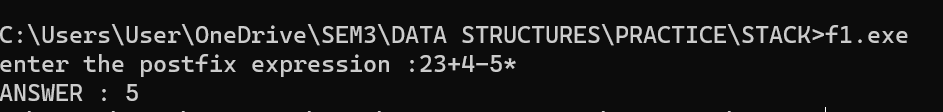 C:\Users\User\OneDrive\SEM3\DATA STRUCTURES\PRACTICE\STACK>f1.exe
enter the postfix expression :23+4-5*
ANSWER : 5